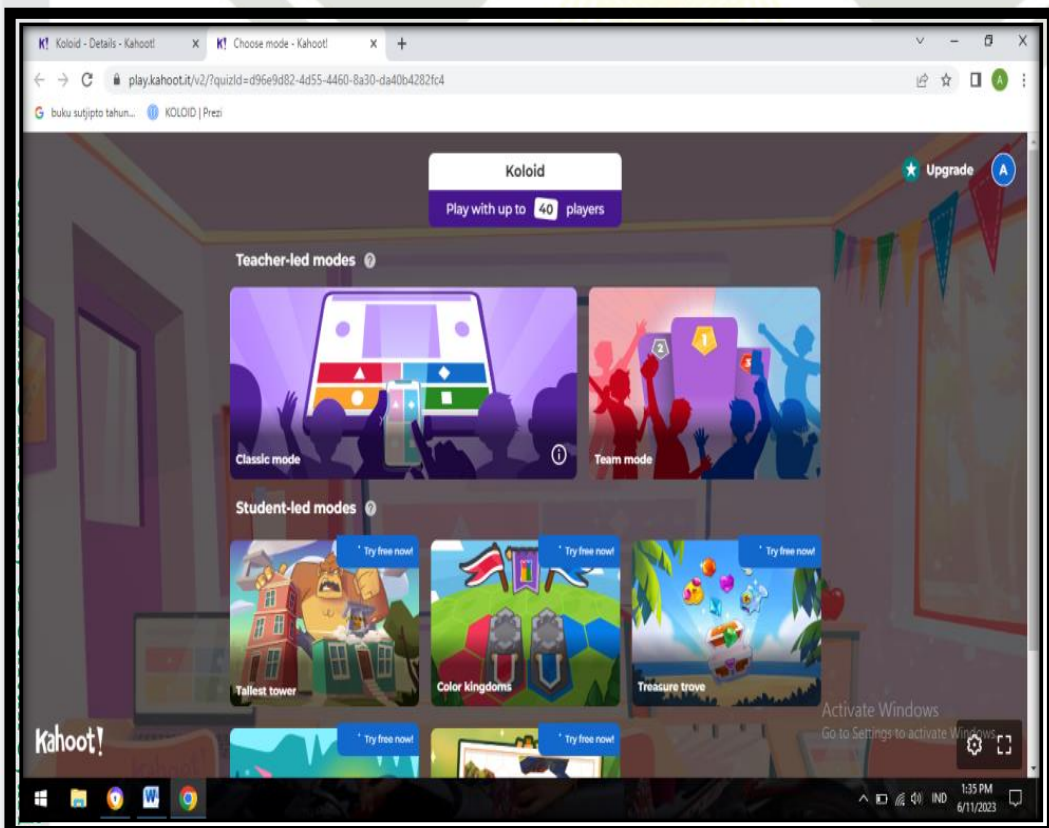 K! Koloid - Details - Kahoot!
K! Choose mode - Kahoot!
play.kahoot.it/v2/?quizId=d96e9d82-4d55-4460-8a30-da40b4282fc4
A
G buku sutjipto tahun...
KOLOID | Prezi
Koloid
Play with up to 40 players
Upgrade
A
Teacher-led modes ?
2 1 3
Classic mode
Team mode
Student-led modes ?
Try free now!
Try free now!
Try free now!
Tallest tower
Color kingdoms
Treasure trove
Activate Windows
Go to Settings to activate Windows.
Kahoot!
Try free now!
Try free now!
W
IND
1:35 PM
6/11/2023